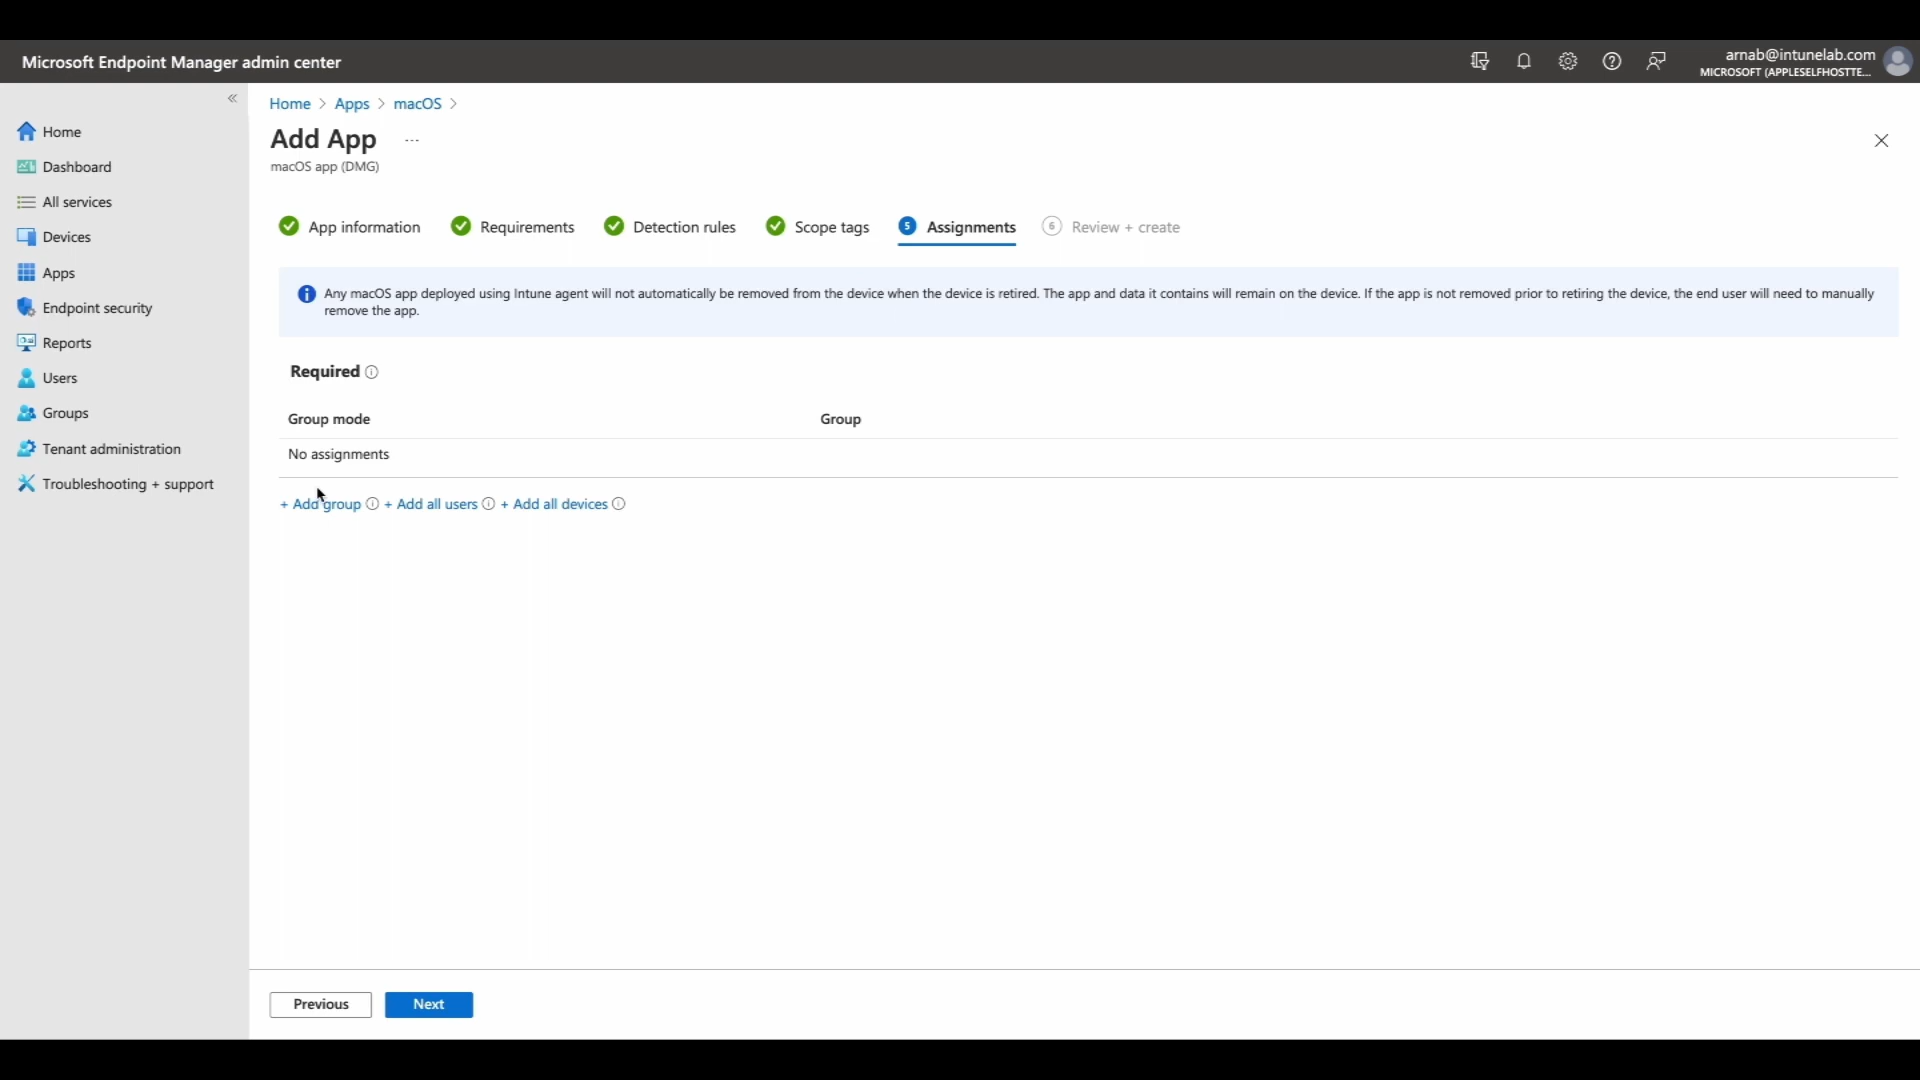 Microsoft Endpoint Manager admin center
arnab@intunelab.com
MICROSOFT (APPLESELFHOSTTE...
Home
Dashboard
All services
Devices
Apps
Endpoint security
Reports
Users
Groups
Tenant administration
Troubleshooting + support
Home > Apps > macOS >
Add App ...
macOS app (DMG)
App information
Requirements
Detection rules
Scope tags
5 Assignments
6 Review + create
Any macOS app deployed using Intune agent will not automatically be removed from the device when the device is retired. The app and data it contains will remain on the device. If the app is not removed prior to retiring the device, the end user will need to manually
remove the app.
Required
Group mode Group
No assignments
+ Add group + Add all users + Add all devices
Previous Next